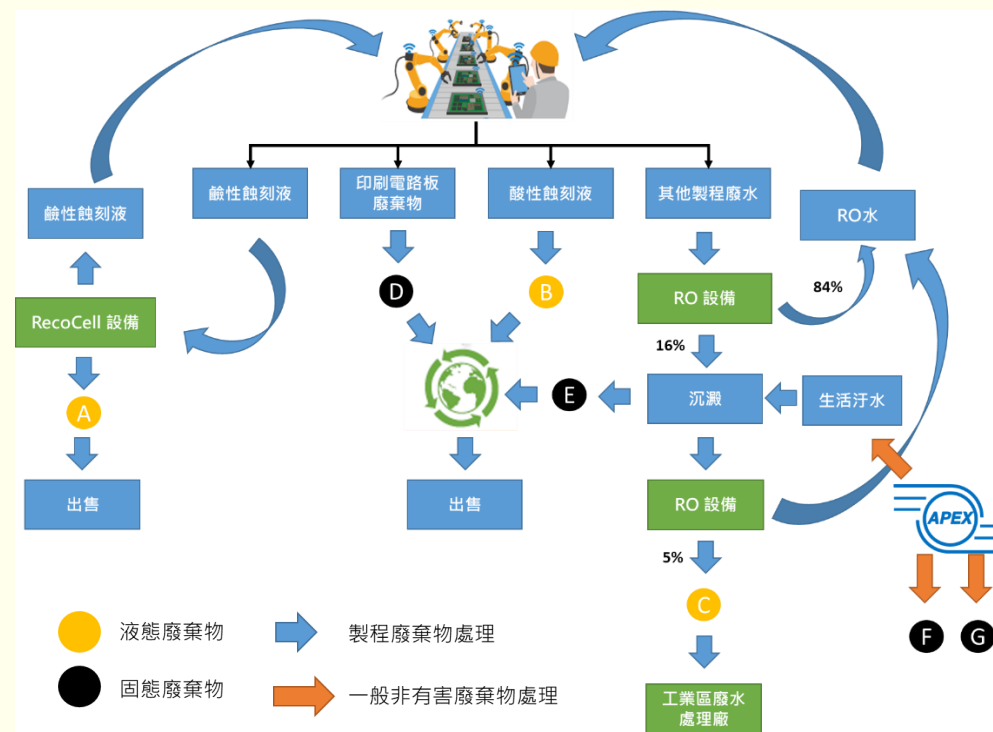 鹼性蝕刻液
鹼性蝕刻液
印刷電路板
廢棄物
酸性蝕刻液
其他製程廢水
RO水
D
B
RecoCell 設備
RO 設備
84%
16%
A
E
沉澱
生活汙水
出售
出售
RO 設備
APEX
5%
C
F
G
液態廢棄物
製程廢棄物處理
固態廢棄物
一般非有害廢棄物處理
工業區廢水
處理廠